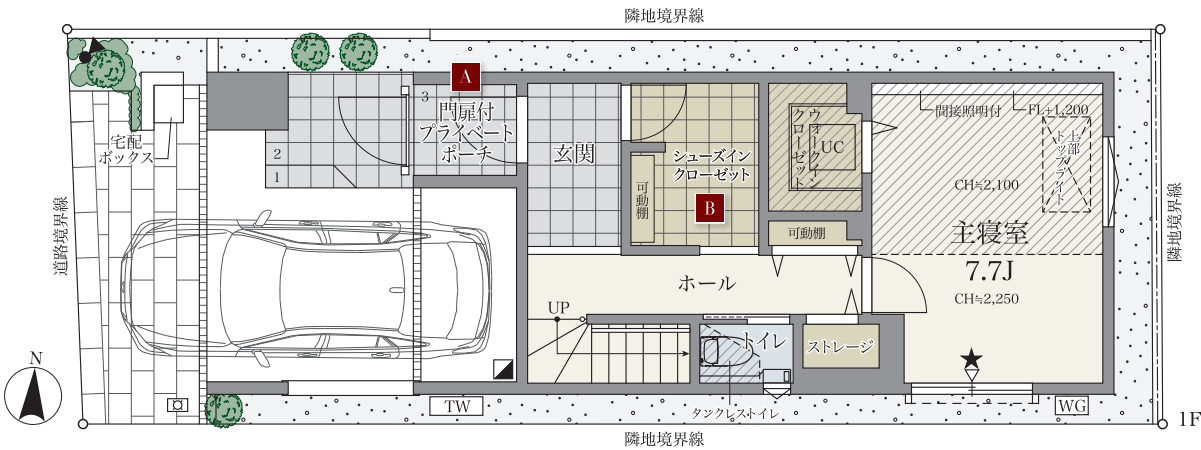 隣地境界線
A
3
門扉付
プライベート
ポーチ
2
1
宅配
ボックス
玄関
シューズイン
クローゼット
B
可動棚
ウォークイン
クローゼット
UC
可動棚
間接照明付
FL+1,200
上部
トップライト
CH≒2,100
主寝室
7.7J
CH≒2,250
道路境界線
隣地境界線
ホール
UP
トイレ
ストレージ
タンクレストイレ
N
TW
WG
1F
隣地境界線